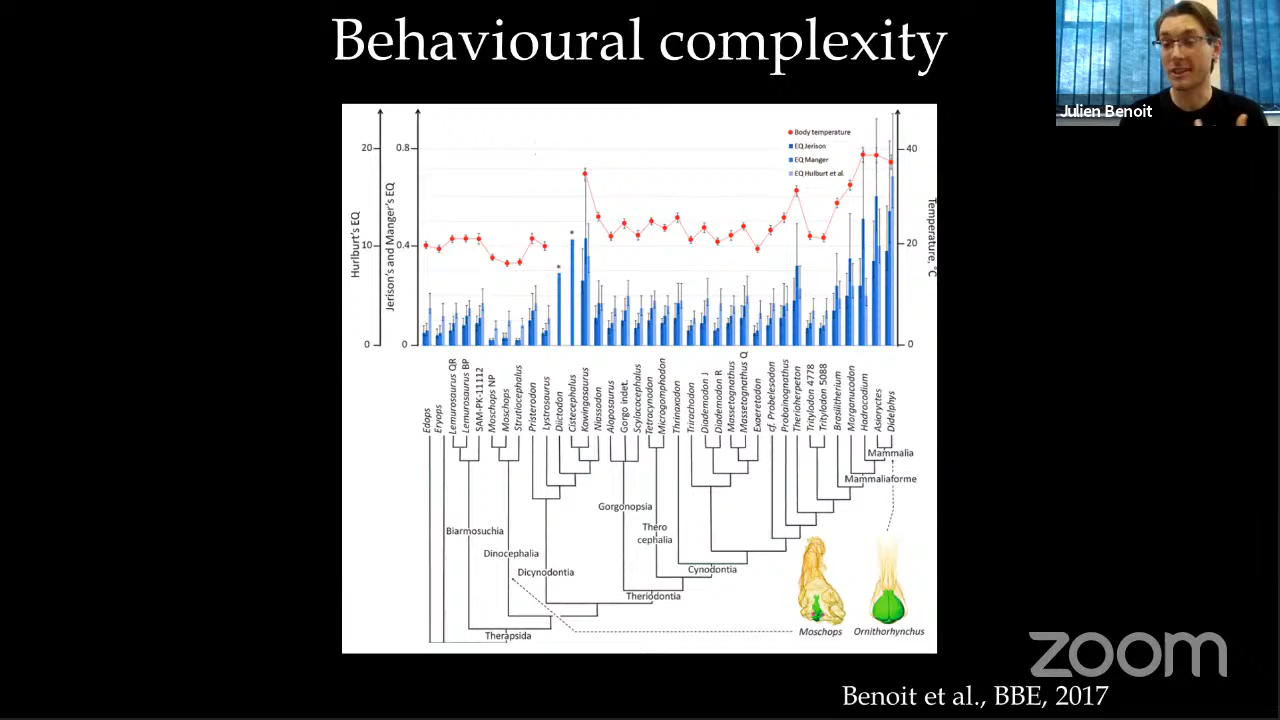 Behavioural complexity
Julien Benoit
Body temperature
EQ Jerison
EQ Manger
EQ Hulburt et al.
20
0.8
40
10
0.4
20
0
0
0
Hurlburt's EQ
Jerison's and Manger's EQ
Temperature, °C
Edops
Eryops
Lemurosaurus QR
Lemurosaurus BP
SAM-PK-11112
Moschops NP
Moschops
Strutiocephalus
Pristerodon
Lystrosaurus
Diictodon
Cistecephalus
Kawingasaurus
Niassodon
Aloposaurus
Gorgo indet.
Scylacocephalus
Tetracynodon
Microgomphodon
Thrinaxodon
Trirachodon
Diademodon J
Diademodon R
Massetognathus
Massetognathus Q
Exaeretodon
cf. Probelesodon
Probainognathus
Therioherpeton
Tritylodon 4778
Tritylodon 5088
Brasilitherium
Morganucodon
Hadrocodium
Asioryctes
Didelphys
Mammalia
Mammaliaforme
Gorgonopsia
Biarmosuchia
Thero
cephalia
Dinocephalia
Dicynodontia
Cynodontia
Theriodontia
Therapsida
Moschops
Ornithorhynchus
zoom
Benoit et al., BBE, 2017